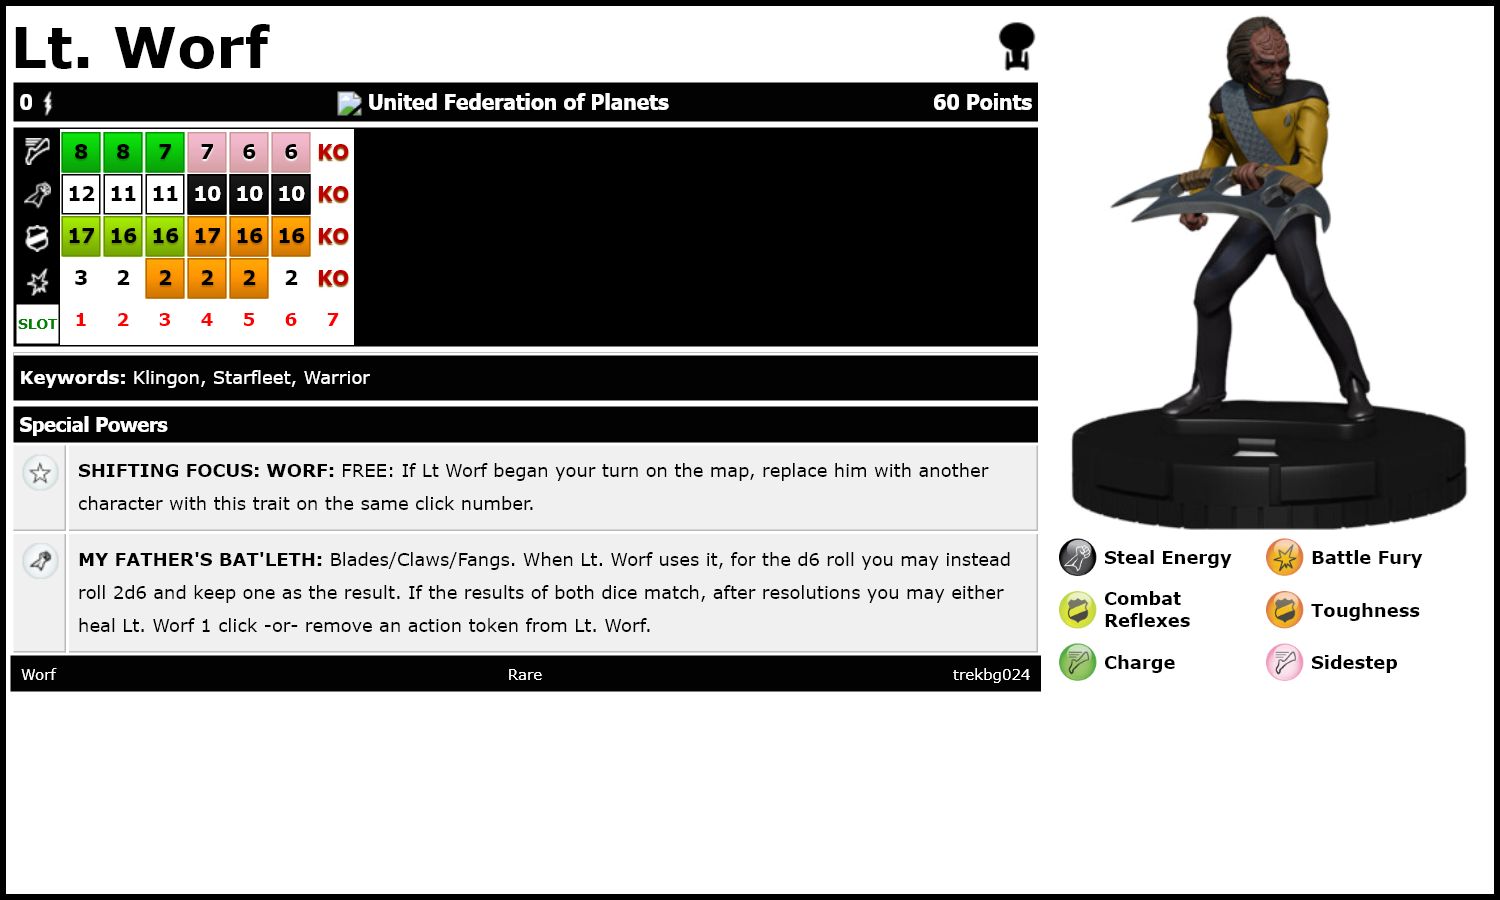 Lt. Worf
0 United Federation of Planets 60 Points
8 8 7 7 6 6 KO
12 11 11 10 10 10 KO
17 16 16 17 16 16 KO
3 2 2 2 2 2 KO
SLOT 1 2 3 4 5 6 7
Keywords: Klingon, Starfleet, Warrior
Special Powers
SHIFTING FOCUS: WORF: FREE: If Lt Worf began your turn on the map, replace him with another
character with this trait on the same click number.
MY FATHER'S BAT'LETH: Blades/Claws/Fangs. When Lt. Worf uses it, for the d6 roll you may instead
roll 2d6 and keep one as the result. If the results of both dice match, after resolutions you may either
heal Lt. Worf 1 click -or- remove an action token from Lt. Worf.
Worf Rare trekbg024
Steal Energy Battle Fury
Combat
Reflexes Toughness
Charge Sidestep